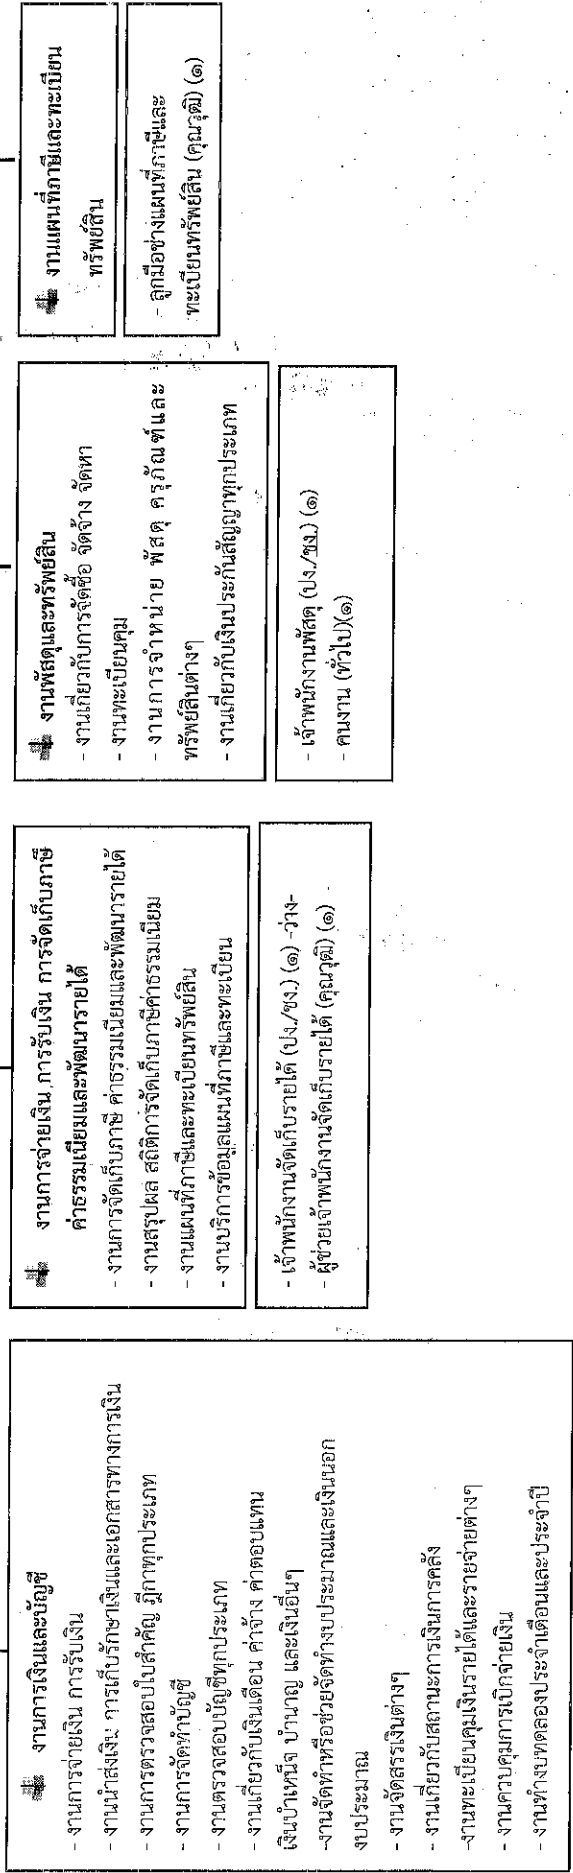 งานการเงินและบัญชี
- งานการจ่ายเงิน การรับเงิน
- งานนำส่งเงิน การเก็บรักษาเงินและเอกสารทางการเงิน
- งานการตรวจสอบใบสำคัญ ฎีกาทุกประเภท
- งานการจัดทำบัญชี
- งานตรวจสอบบัญชีทุกประเภท
- งานเกี่ยวกับเงินเดือน ค่าจ้าง ค่าตอบแทน
เงินบำเหน็จ บำนาญ และเงินอื่นๆ
-งานจัดทำหรือช่วยจัดทำงบประมาณและเงินนอก
งบประมาณ
- งานจัดสรรเงินต่างๆ
- งานเกี่ยวกับสถานะการเงินการคลัง
-งานทะเบียนคุมเงินรายได้และรายจ่ายต่างๆ
- งานควบคุมการเบิกจ่ายเงิน
- งานทำงบทดลองประจำเดือนและประจำปี
งานการจ่ายเงิน การรับเงิน การจัดเก็บภาษี
ค่าธรรมเนียมและพัฒนารายได้
- งานการจัดเก็บภาษี ค่าธรรมเนียมและพัฒนารายได้
- งานสรุปผล สถิติการจัดเก็บภาษีค่าธรรมเนียม
- งานแผนที่ภาษีและทะเบียนทรัพย์สิน
- งานบริการข้อมูลแผนที่ภาษีและทะเบียน
- เจ้าพนักงานจัดเก็บรายได้ (ปง./ชง.) (๑) -ว่าง-
- ผู้ช่วยเจ้าพนักงานจัดเก็บรายได้ (คุณวุฒิ) (๑)
งานพัสดุและทรัพย์สิน
- งานเกี่ยวกับการจัดซื้อ จัดจ้าง จัดหา
- งานทะเบียนคุม
- งานการจำหน่าย พัสดุ ครุภัณฑ์และ
ทรัพย์สินต่างๆ
- งานเกี่ยวกับเงินประกันสัญญาทุกประเภท
- เจ้าพนักงานพัสดุ (ปง./ชง.) (๑)
- คนงาน (ทั่วไป)(๑)
งานแผนที่ภาษีและทะเบียน
ทรัพย์สิน
- ลูกมือช่างแผนที่ภาษีและ
ทะเบียนทรัพย์สิน (คุณวุฒิ) (๑)